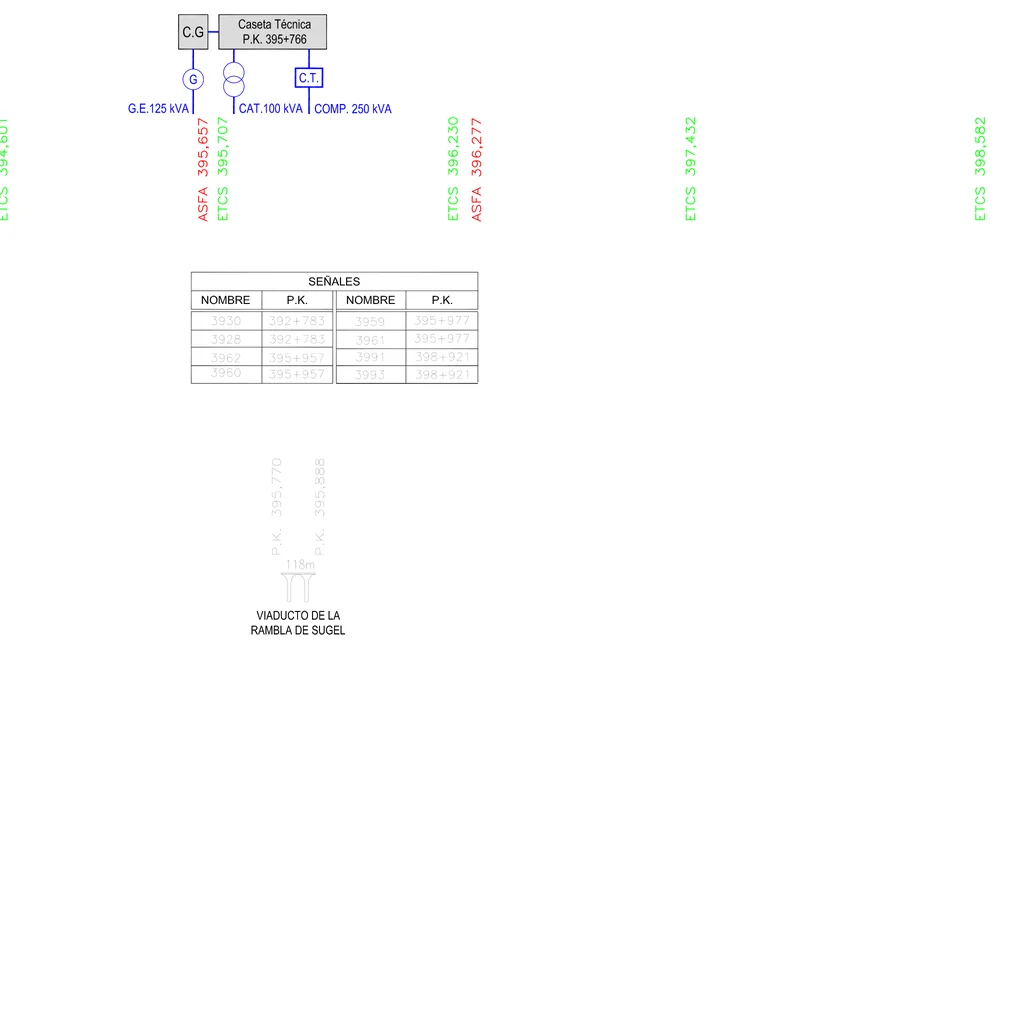 C.G
Caseta Técnica
P.K. 395+766
G
C.T.
G.E.125 kVA
CAT.100 kVA
COMP. 250 kVA
ETCS 394,601
ASFA 395,657
ETCS 395,707
ETCS 396,230
ASFA 396,277
ETCS 397,432
ETCS 398,582
SEÑALES
NOMBRE P.K. NOMBRE P.K.
3930 392+783 3959 395+977
3928 392+783 3961 395+977
3962 395+957 3991 398+921
3960 395+957 3993 398+921
P.K. 395,770
P.K. 395,888
118m
VIADUCTO DE LA
RAMBLA DE SUGEL